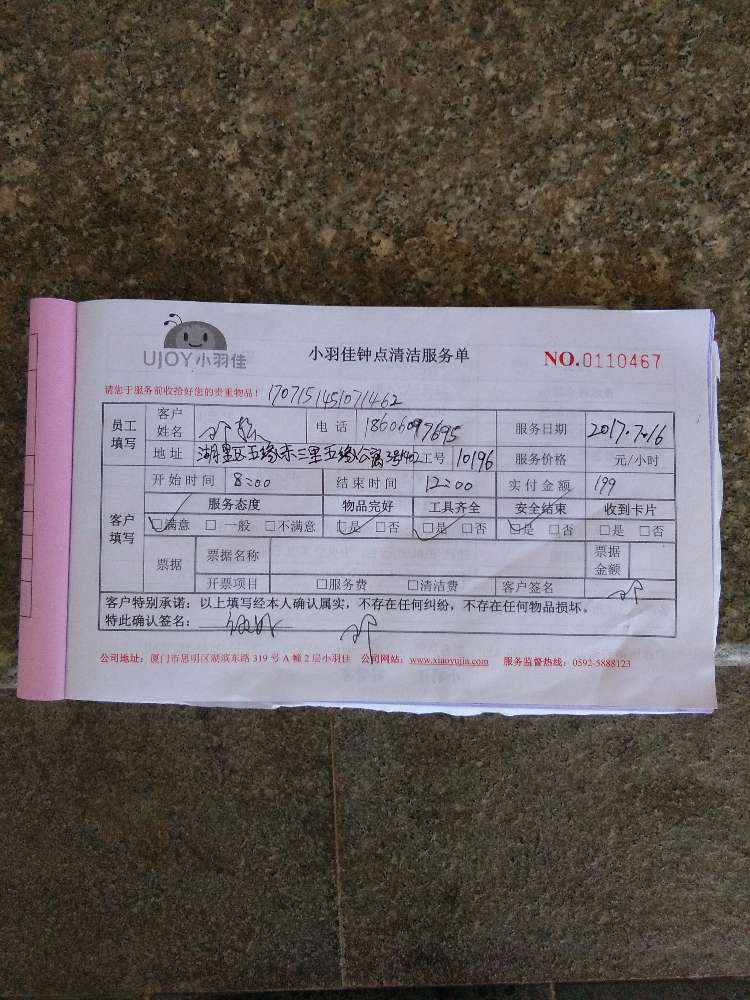 UJOY小羽佳
小羽佳钟点清洁服务单
NO.0110467
请您于服务前收拾好您的贵重物品! 1707151451071462
员工填写 客户姓名 电话 18606097695 服务日期 2017.7.16
地址 湖里区五缘 三里五缘公寓3号 工号 10196 服务价格 元/小时
开始时间 8:00 结束时间 12:00 实付金额 199
客户填写 服务态度 物品完好 工具齐全 安全结束 收到卡片
☑满意 □ 一般 □不满意 ☑是 □否 ☑是 □否 ☑是 □否 □是 □否
票据 票据名称 票据金额
开票项目 □服务费 □清洁费 客户签名
客户特别承诺:以上填写经本人确认属实,不存在任何纠纷,不存在任何物品损坏。
特此确认签名:
公司地址:厦门市思明区湖滨东路 319 号 A 幢 2 层小羽佳 公司网站:www.xiaoyujia.com 服务监督热线:0592-5888123